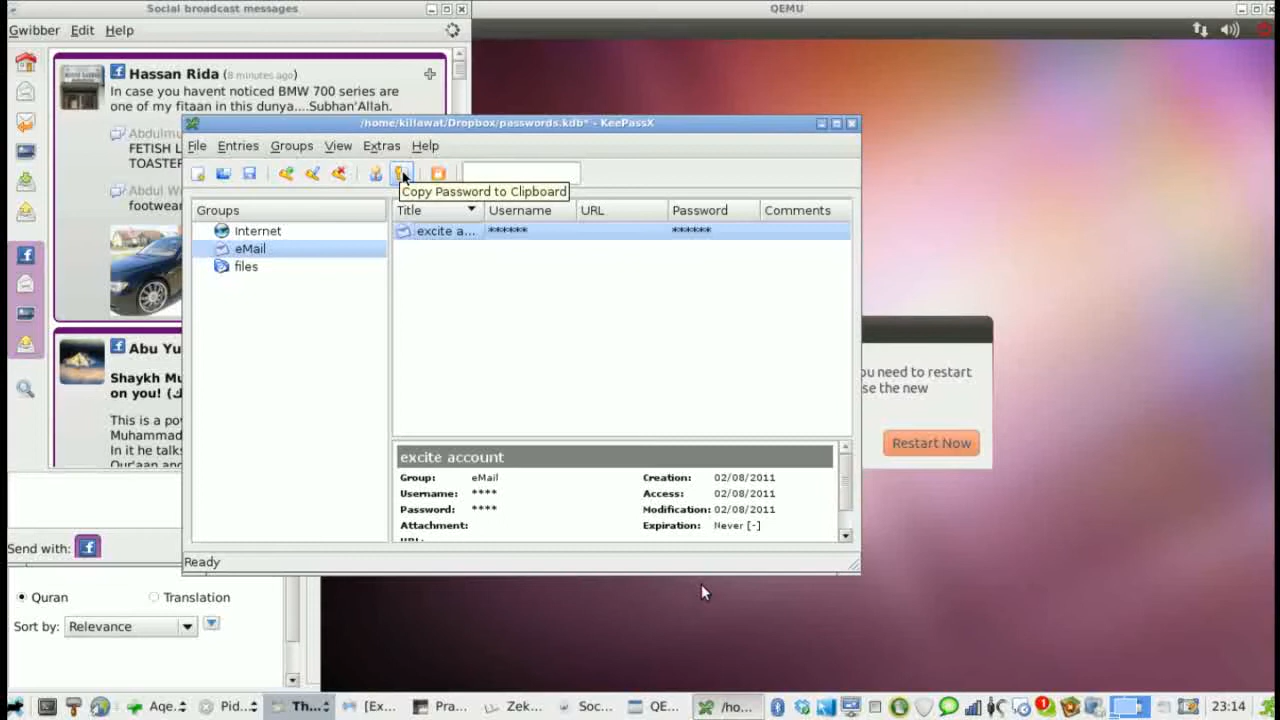 Social broadcast messages
QEMU
Gwibber Edit Help
Hassan Rida (8 minutes ago)
In case you havent noticed BMW 700 series are
one of my fitaan in this dunya....Subhan'Allah.
/home/killawat/Dropbox/passwords.kdb* - KeePassX
Abdulmu
FETISH L
TOASTER
File Entries Groups View Extras Help
Copy Password to Clipboard
Abdul W
footwear
Groups
Title Username URL Password Comments
Internet
excite a... ****** ******
eMail
files
Abu Yu
Shaykh Mu
on you!
This is a po
Muhammad
In it he talks
Qur'aan and
ou need to restart
se the new
Restart Now
excite account
Group: eMail
Creation: 02/08/2011
Username: ****
Access: 02/08/2011
Password: ****
Modification: 02/08/2011
Attachment:
Expiration: Never [-]
Send with:
Ready
Quran Translation
Sort by: Relevance
Aqe.. Pid.. Th... [Ex... Pra... Zek... Soc... QE... /ho... 23:14